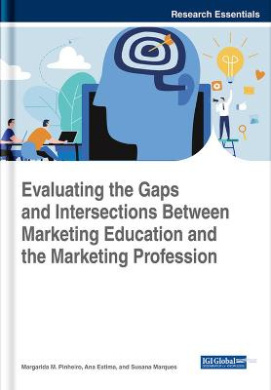 Research Essentials
Evaluating the Gaps
and Intersections Between
Marketing Education and
the Marketing Profession
Margarida M. Pinheiro, Ana Estima, and Susana Marques
IGI Global